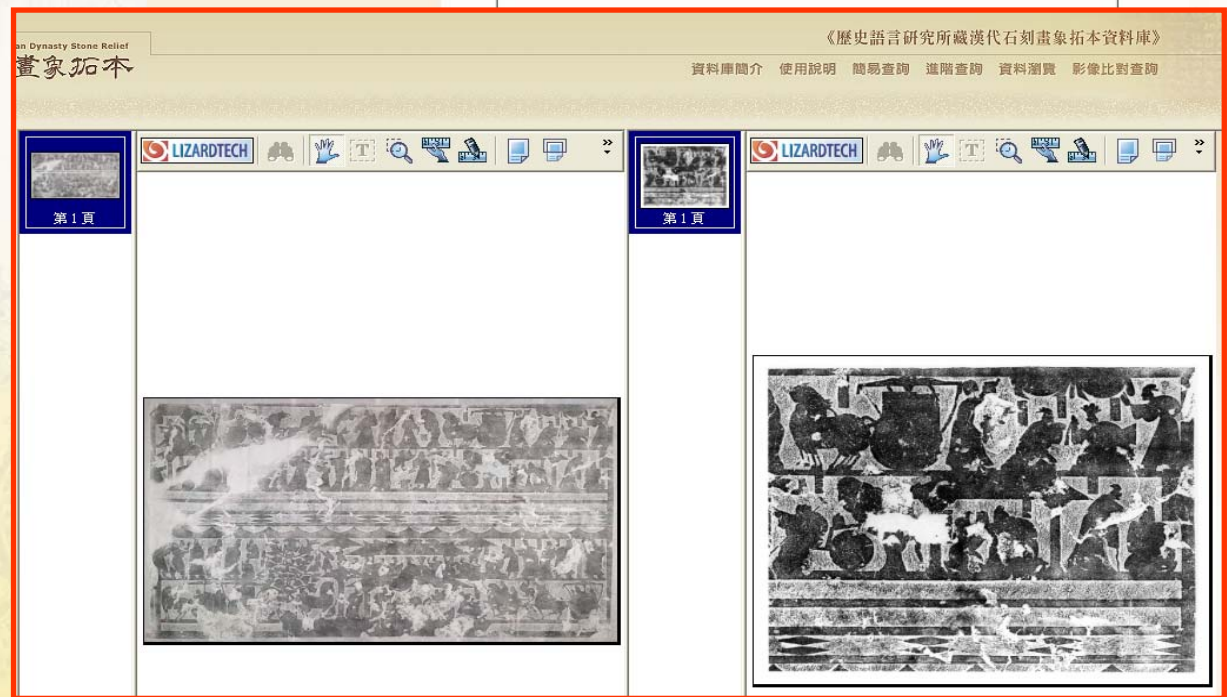 《歷史語言研究所藏漢代石刻畫象拓本資料庫》
an Dynasty Stone Relief
畫象拓本
資料庫簡介 使用說明 簡易查詢 進階查詢 資料瀏覽 影像比對查詢
LIZARDTECH T
LIZARDTECH T
第1頁
第1頁